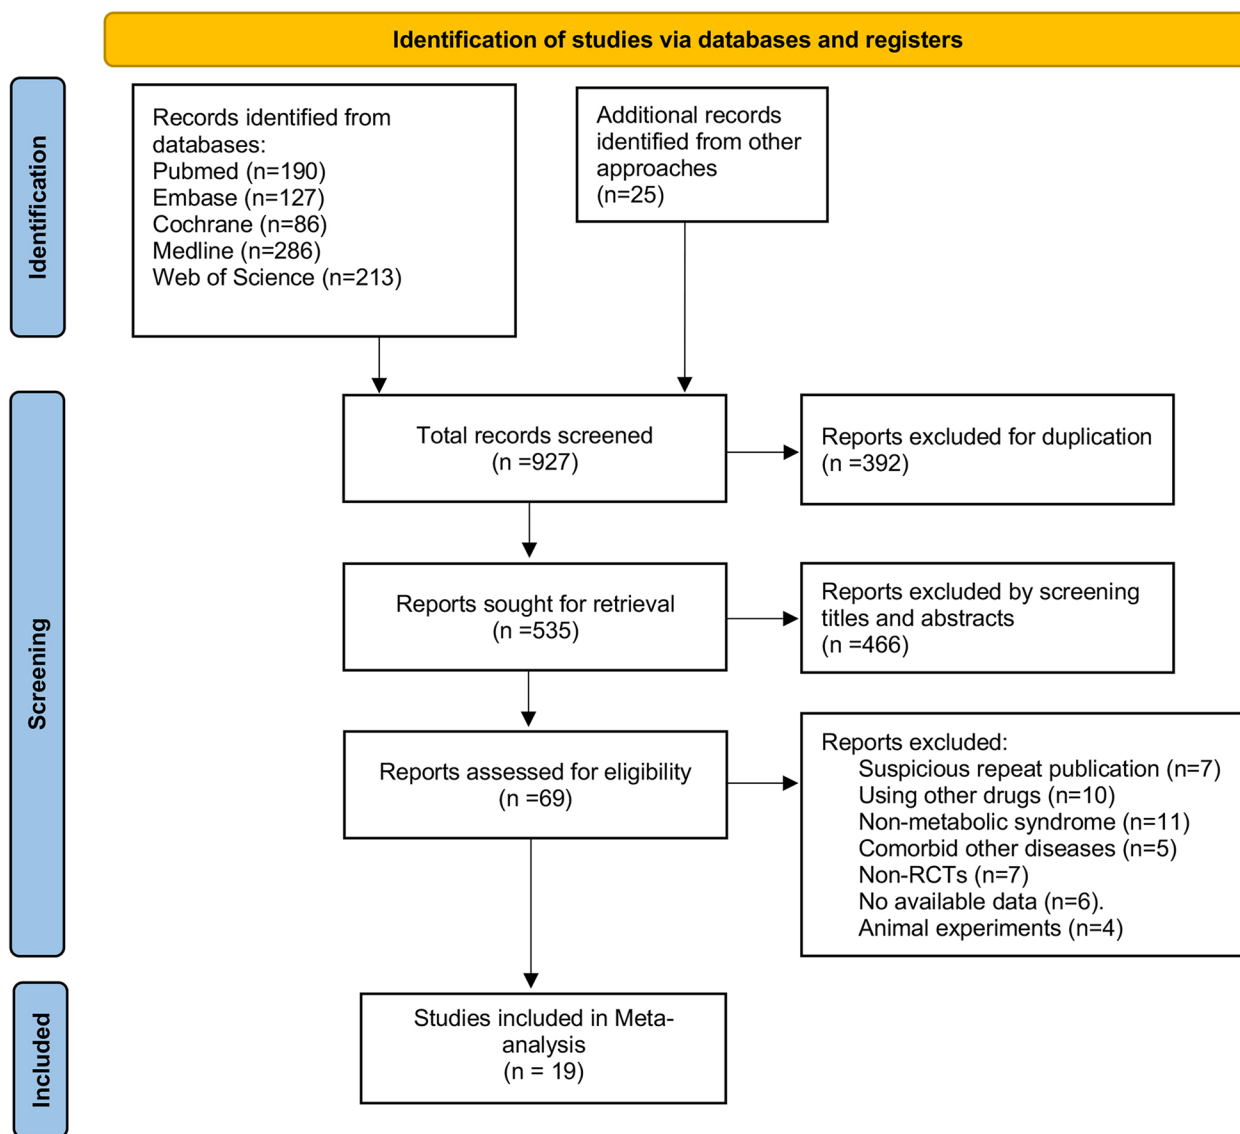 Identification of studies via databases and registers
Identification
Records identified from
databases:
Pubmed (n=190)
Embase (n=127)
Cochrane (n=86)
Medline (n=286)
Web of Science (n=213)
Additional records
identified from other
approaches
(n=25)
Screening
Total records screened
(n =927)
Reports excluded for duplication
(n =392)
Reports sought for retrieval
(n =535)
Reports excluded by screening
titles and abstracts
(n =466)
Reports assessed for eligibility
(n =69)
Reports excluded:
Suspicious repeat publication (n=7)
Using other drugs (n=10)
Non-metabolic syndrome (n=11)
Comorbid other diseases (n=5)
Non-RCTs (n=7)
No available data (n=6).
Animal experiments (n=4)
Included
Studies included in Meta-
analysis
(n = 19)